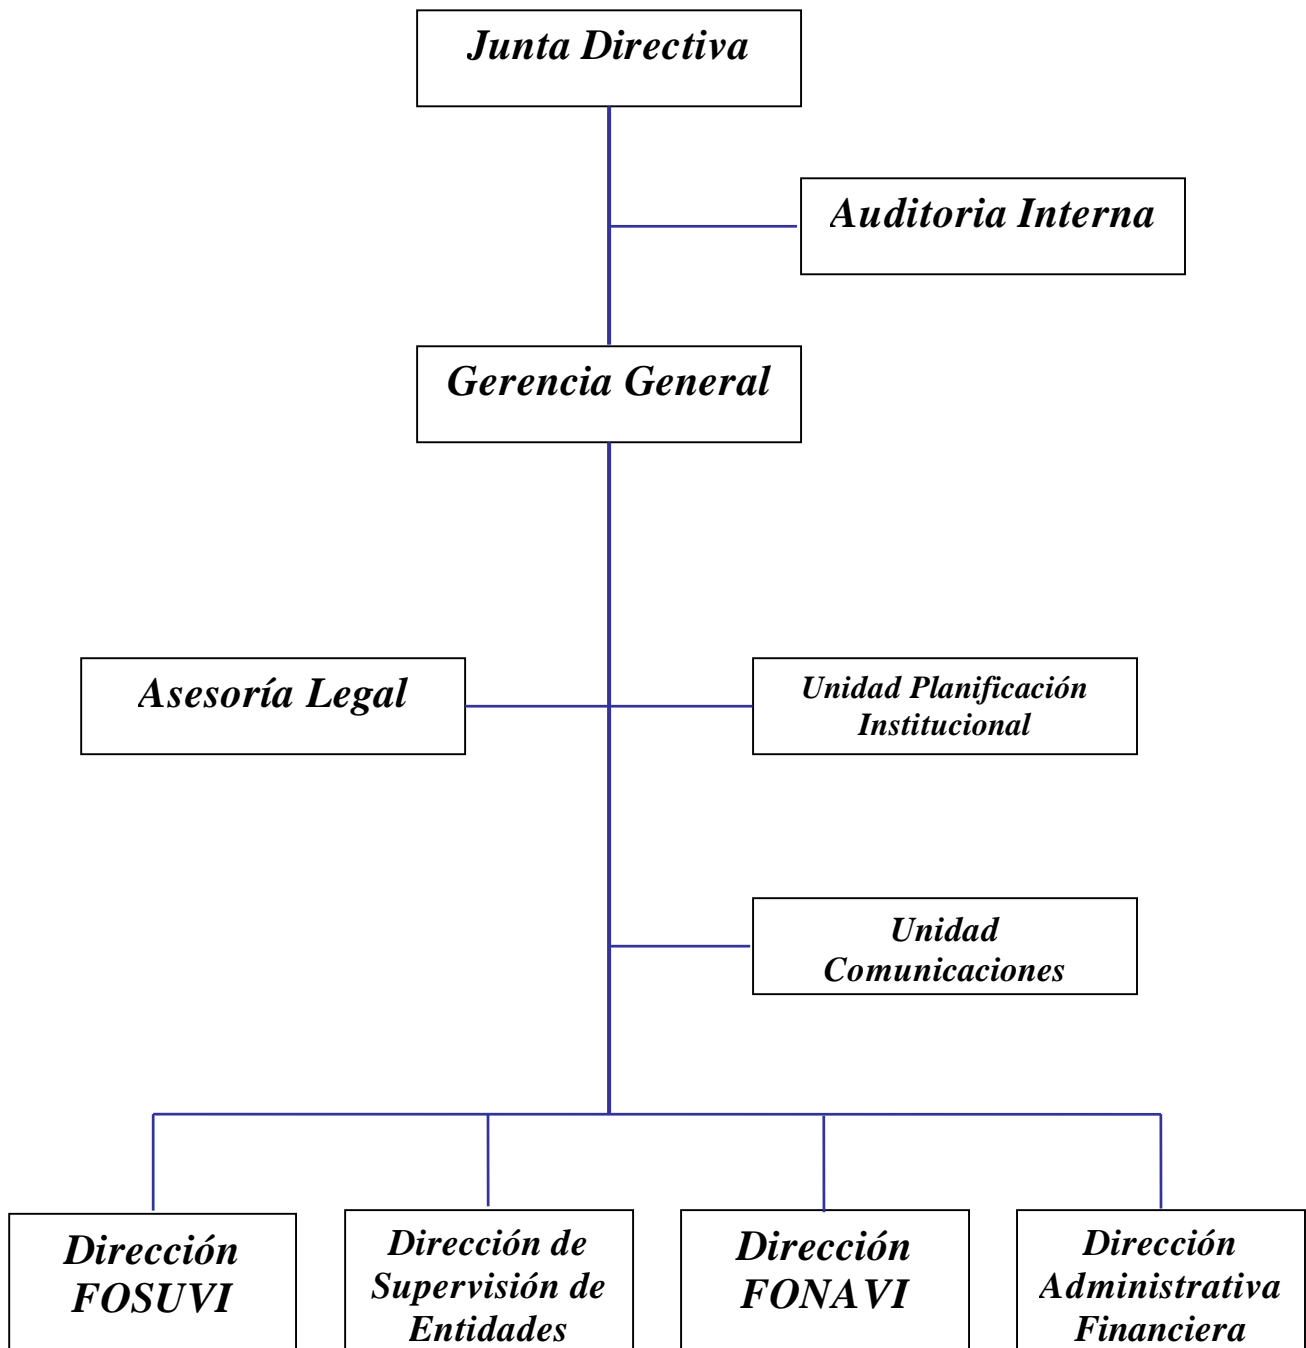 Junta Directiva
Auditoria Interna
Gerencia General
Asesoría Legal
Unidad Planificación
Institucional
Unidad
Comunicaciones
Dirección
FOSUVI
Dirección de
Supervisión de
Entidades
Dirección
FONAVI
Dirección
Administrativa
Financiera